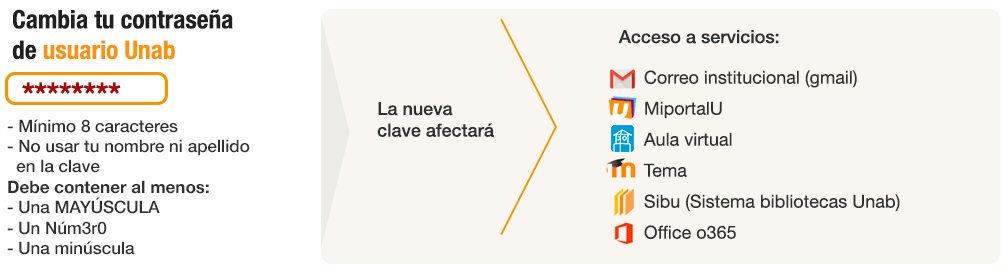 Cambia tu contraseña
de usuario Unab
********
- Mínimo 8 caracteres
- No usar tu nombre ni apellido
en la clave
Debe contener al menos:
- Una MAYÚSCULA
- Un Núm3r0
- Una minúscula
La nueva
clave afectará
Acceso a servicios:
Correo institucional (gmail)
MiportalU
Aula virtual
Tema
Sibu (Sistema bibliotecas Unab)
Office o365